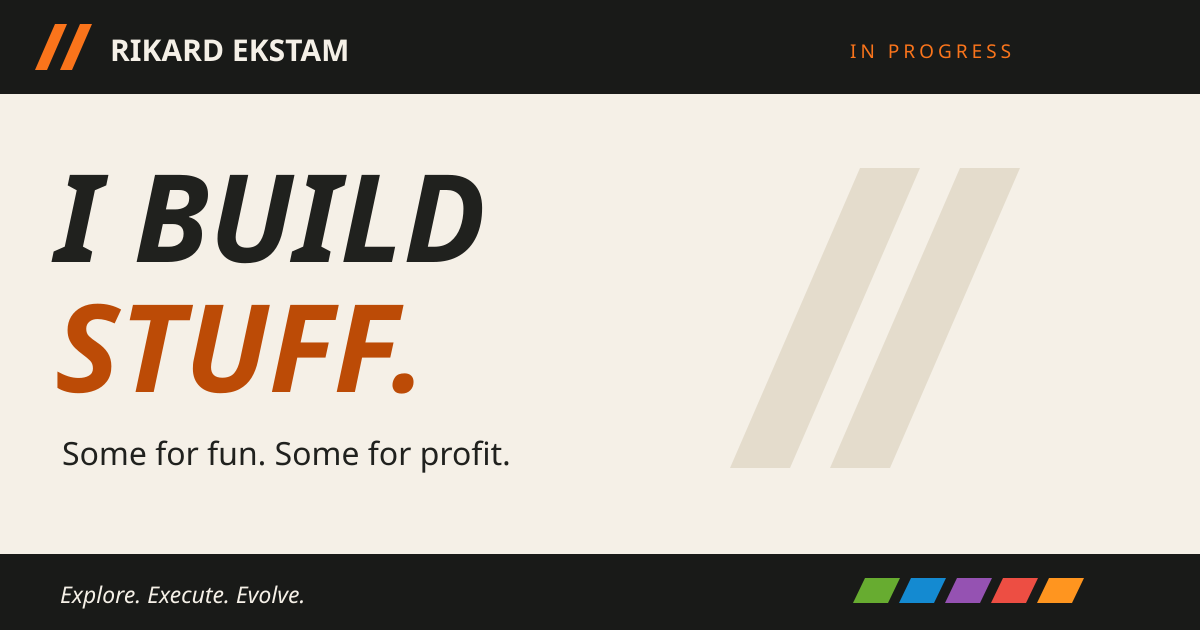 RIKARD EKSTAM
IN PROGRESS
I BUILD
STUFF.
Some for fun. Some for profit.
Explore. Execute. Evolve.